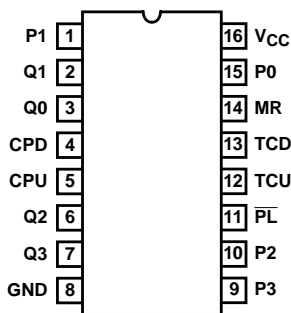 P1 1 16 VCC
Q1 2 15 P0
Q0 3 14 MR
CPD 4 13 TCD
CPU 5 12 TCU
Q2 6 11 P̅L̅
Q3 7 10 P2
GND 8 9 P3